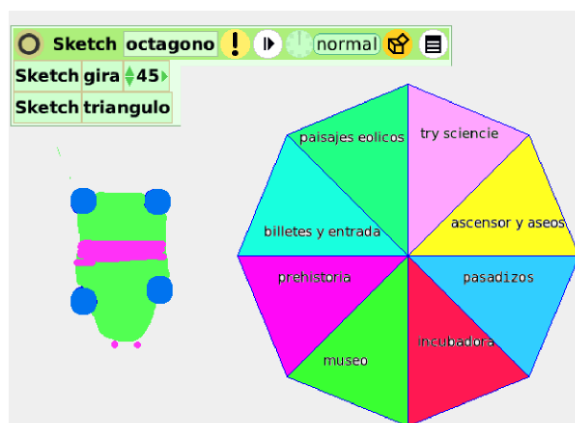 Sketch octagono ! normal
Sketch gira 45
Sketch triangulo
paisajes eolicos
try sciencie
billetes y entrada
ascensor y aseos
prehistoria
pasadizos
museo
incubadora